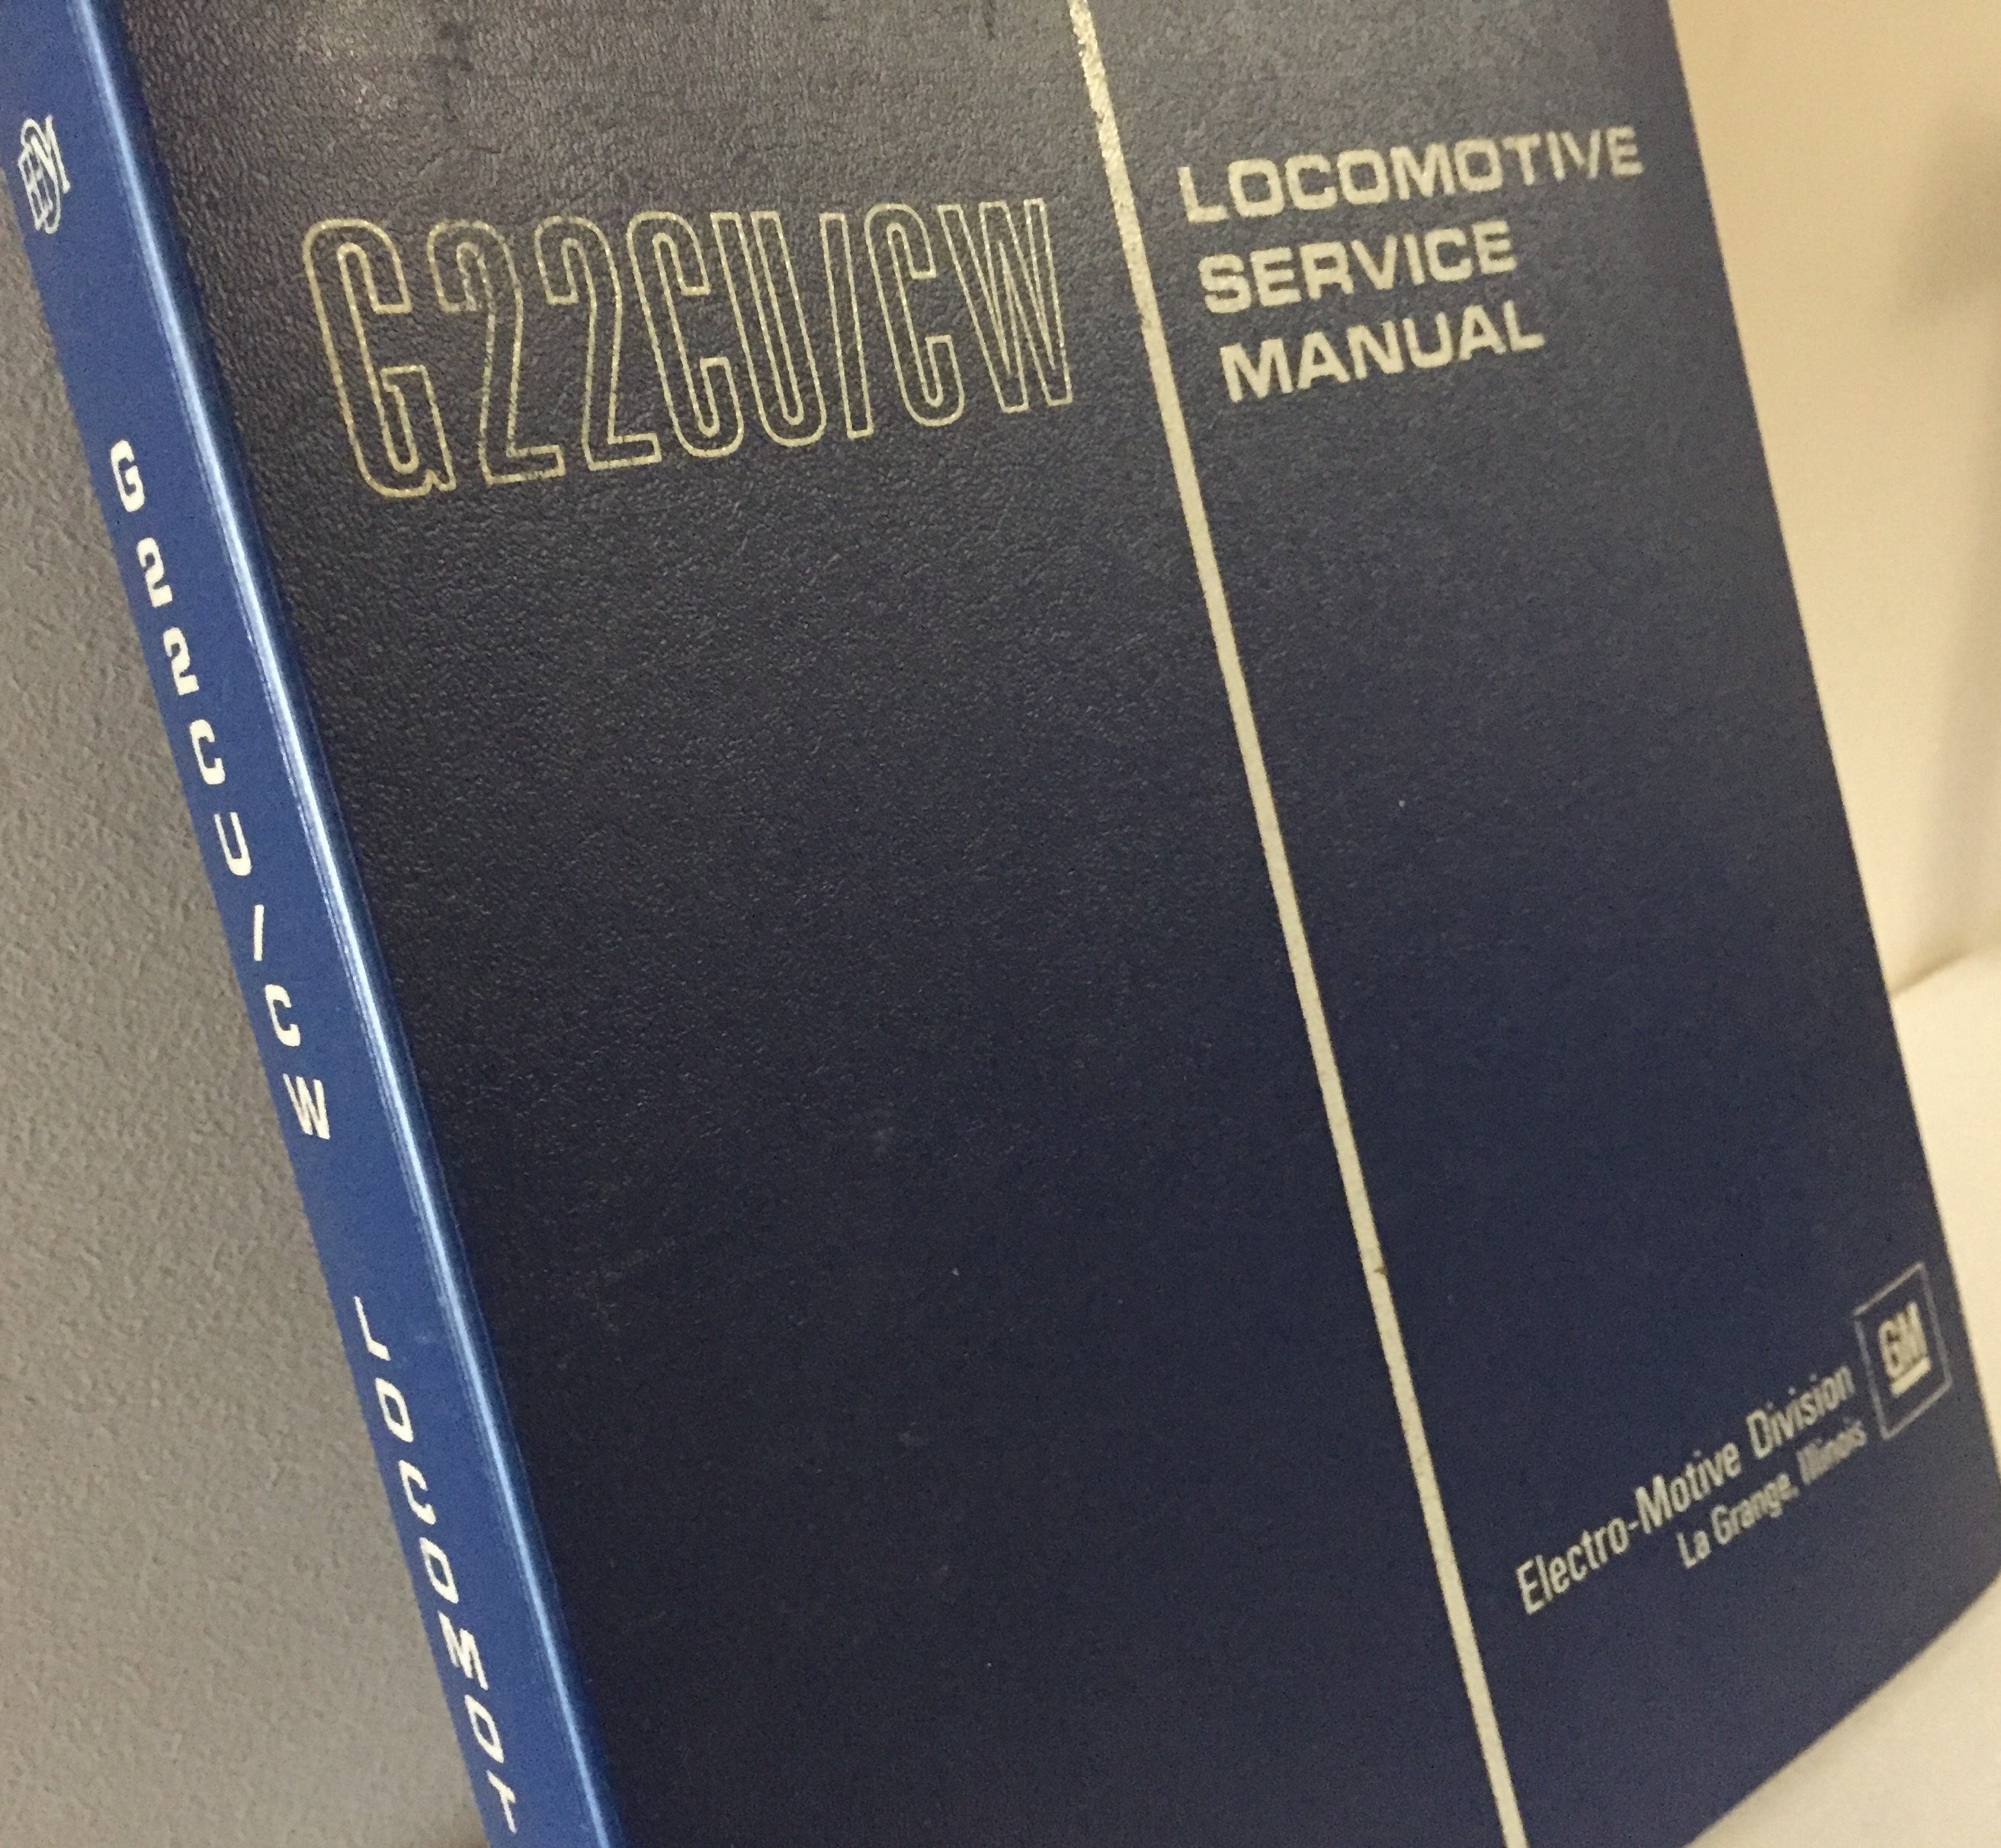 EMD
G22CU/CW LOCOMOT
G22CU/CW
LOCOMOTIVE
SERVICE
MANUAL
Electro-Motive Division
La Grange, Illinois
GM